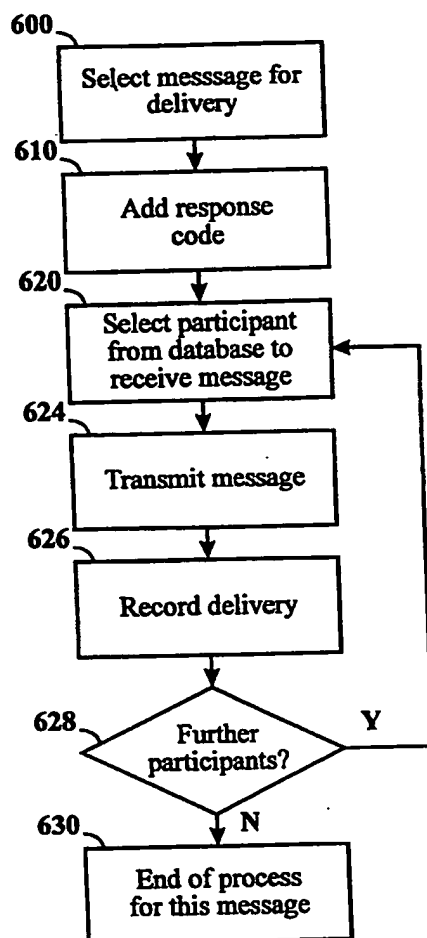 600
Select messsage for
delivery
610
Add response
code
620
Select participant
from database to
receive message
624
Transmit message
626
Record delivery
628
Further
participants?
Y
N
630
End of process
for this message